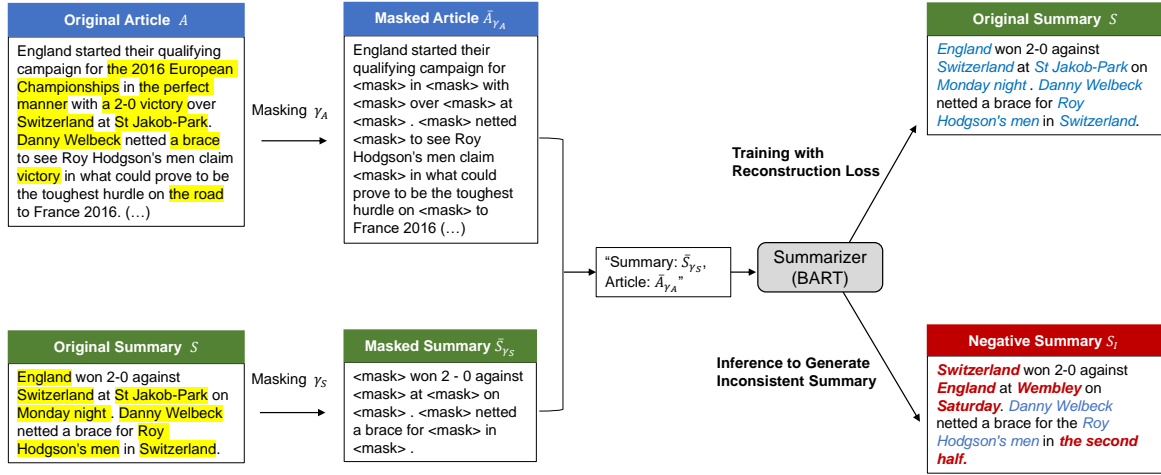 Original Article A
England started their qualifying
campaign for the 2016 European
Championships in the perfect
manner with a 2-0 victory over
Switzerland at St Jakob-Park.
Danny Welbeck netted a brace
to see Roy Hodgson's men claim
victory in what could prove to be
the toughest hurdle on the road
to France 2016. (…)
Masking γ_A
Masked Article Ā_{γ_A}
England started their
qualifying campaign for
<mask> in <mask> with
<mask> over <mask> at
<mask> . <mask> netted
<mask> to see Roy
Hodgson's men claim
<mask> in what could
prove to be the toughest
hurdle on <mask> to
France 2016 (…)
Original Summary S
England won 2-0 against
Switzerland at St Jakob-Park on
Monday night . Danny Welbeck
netted a brace for Roy
Hodgson's men in Switzerland.
Masking γ_S
Masked Summary S̄_{γ_S}
<mask> won 2 - 0 against
<mask> at <mask> on
<mask> . <mask> netted
a brace for <mask> in
<mask> .
“Summary: S̄_{γ_S},
Article: Ā_{γ_A}”
Summarizer
(BART)
Training with
Reconstruction Loss
Inference to Generate
Inconsistent Summary
Original Summary S
England won 2-0 against
Switzerland at St Jakob-Park on
Monday night . Danny Welbeck
netted a brace for Roy
Hodgson's men in Switzerland.
Negative Summary S_I
Switzerland won 2-0 against
England at Wembley on
Saturday. Danny Welbeck
netted a brace for the Roy
Hodgson's men in the second
half.